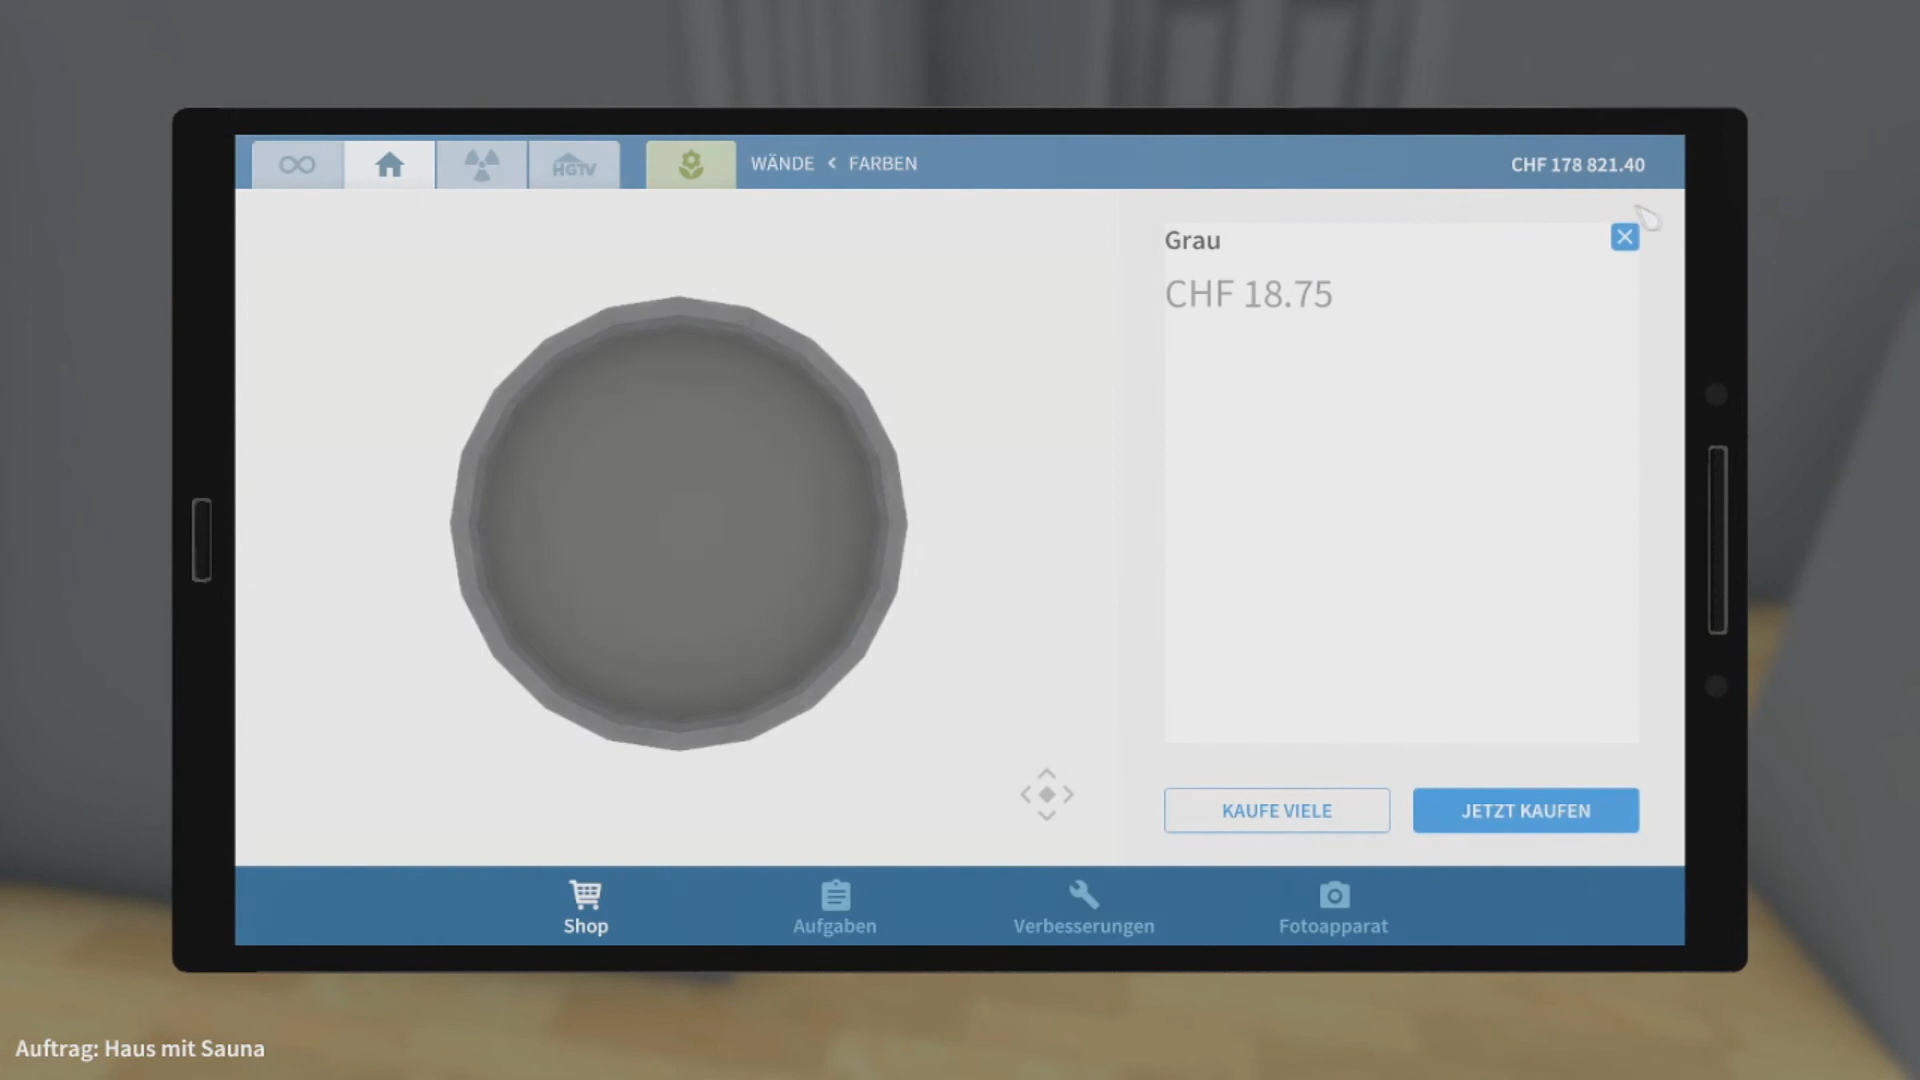 HGTV
WÄNDE < FARBEN
CHF 178 821.40
Grau
CHF 18.75
KAUFE VIELE
JETZT KAUFEN
Shop
Aufgaben
Verbesserungen
Fotoapparat
Auftrag: Haus mit Sauna